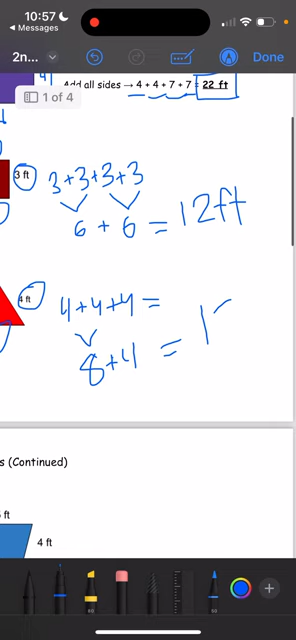 10:57
Messages
2n...
Done
Add all sides → 4 + 4 + 7 + 7 = 22 ft
1 of 4
3 ft
3+3+3+3
6 + 6 = 12ft
4 ft
4+4+4=
8+4 = 1
s (Continued)
ft
4 ft